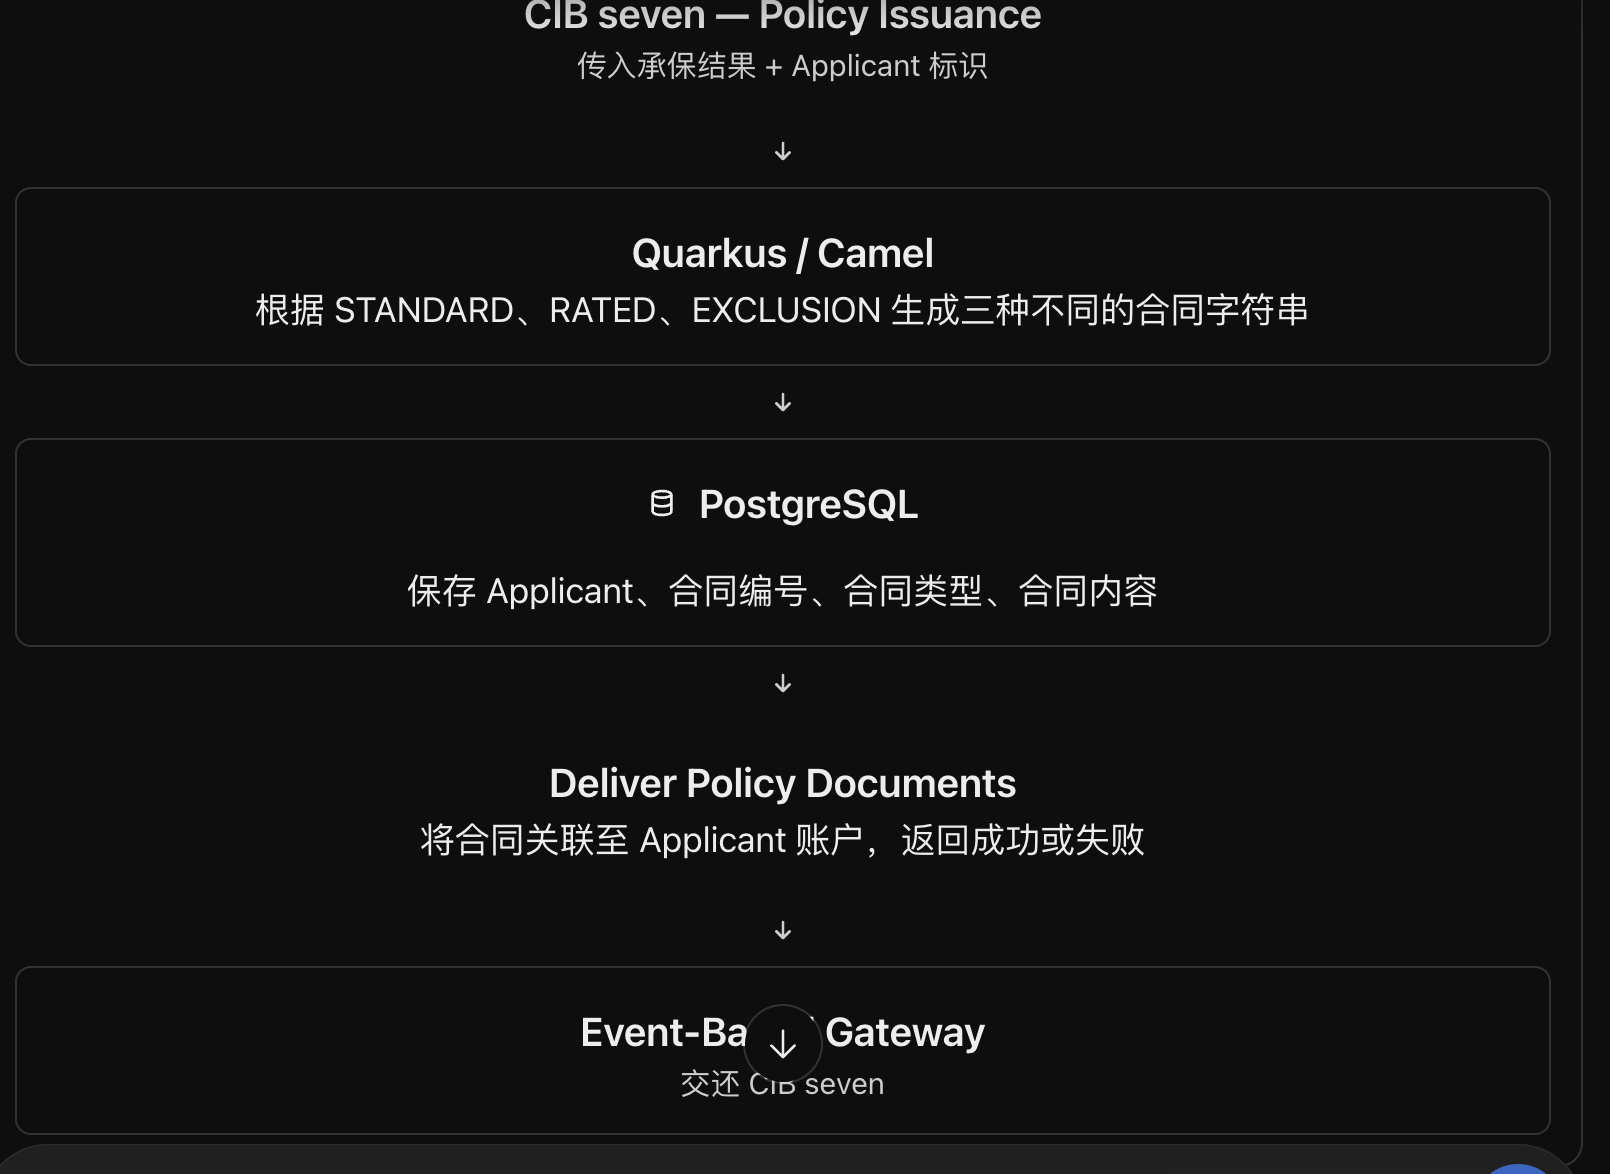 CIB seven — Policy Issuance
传入承保结果 + Applicant 标识
↓
Quarkus / Camel
根据 STANDARD、RATED、EXCLUSION 生成三种不同的合同字符串
↓
PostgreSQL
保存 Applicant、合同编号、合同类型、合同内容
↓
Deliver Policy Documents
将合同关联至 Applicant 账户，返回成功或失败
↓
Event-Ba Gateway
交还 CIB seven